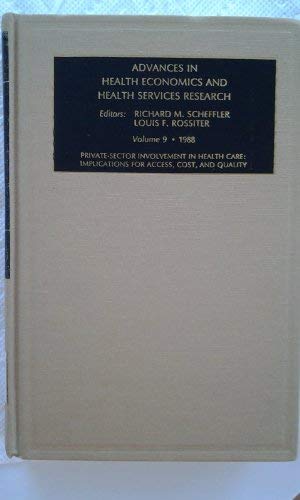 ADVANCES IN
HEALTH ECONOMICS AND
HEALTH SERVICES RESEARCH
Editors: RICHARD M. SCHEFFLER
LOUIS F. ROSSITER
Volume 9 • 1988
PRIVATE-SECTOR INVOLVEMENT IN HEALTH CARE:
IMPLICATIONS FOR ACCESS, COST, AND QUALITY